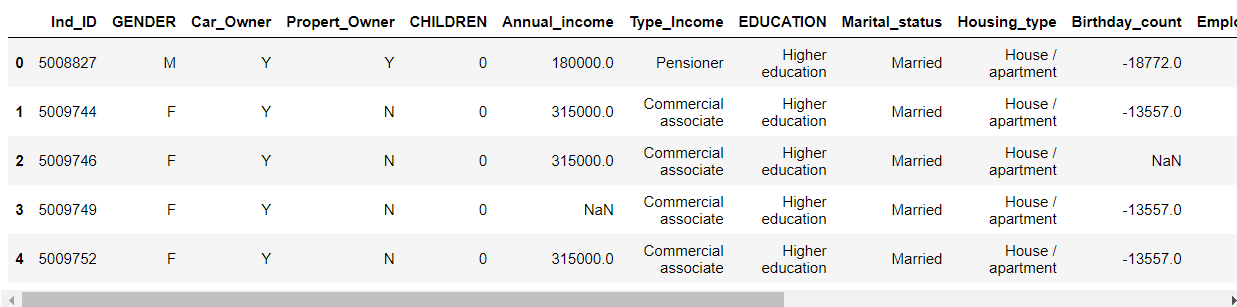 Ind_ID GENDER Car_Owner Propert_Owner CHILDREN Annual_income Type_Income EDUCATION Marital_status Housing_type Birthday_count Emplo
0 5008827 M Y Y 0 180000.0 Pensioner Higher education Married House / apartment -18772.0
1 5009744 F Y N 0 315000.0 Commercial associate Higher education Married House / apartment -13557.0
2 5009746 F Y N 0 315000.0 Commercial associate Higher education Married House / apartment NaN
3 5009749 F Y N 0 NaN Commercial associate Higher education Married House / apartment -13557.0
4 5009752 F Y N 0 315000.0 Commercial associate Higher education Married House / apartment -13557.0